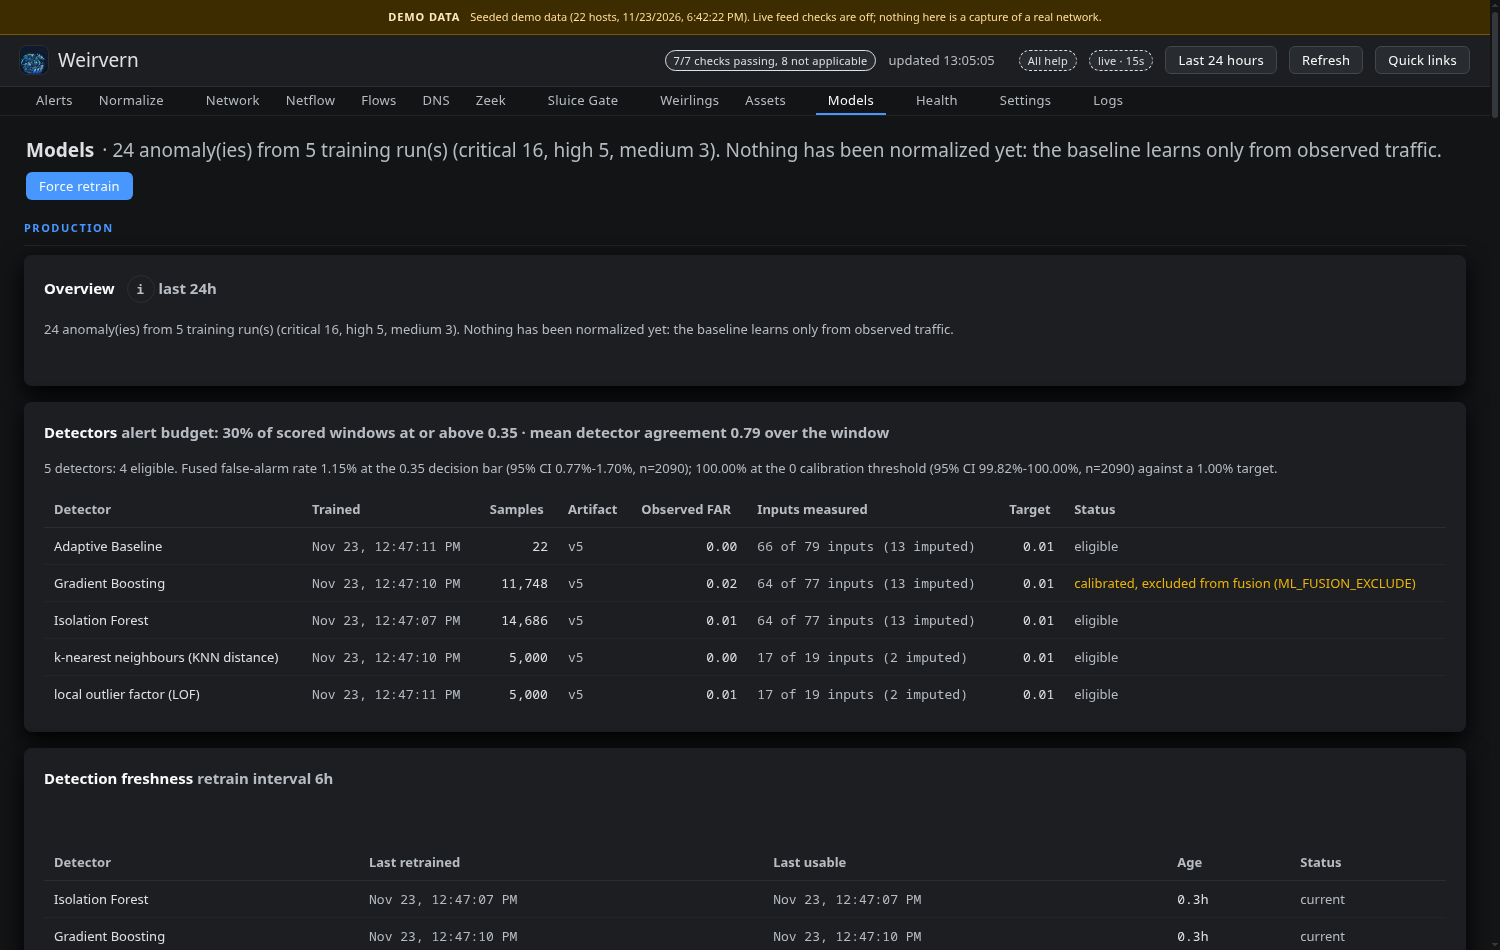 DEMO DATA Seeded demo data (22 hosts, 11/23/2026, 6:42:22 PM). Live feed checks are off; nothing here is a capture of a real network.
Weirvern
7/7 checks passing, 8 not applicable updated 13:05:05 All help live · 15s Last 24 hours Refresh Quick links
Alerts Normalize Network Netflow Flows DNS Zeek Sluice Gate Weirlings Assets Models Health Settings Logs
Models · 24 anomaly(ies) from 5 training run(s) (critical 16, high 5, medium 3). Nothing has been normalized yet: the baseline learns only from observed traffic.
Force retrain
PRODUCTION
Overview i last 24h
24 anomaly(ies) from 5 training run(s) (critical 16, high 5, medium 3). Nothing has been normalized yet: the baseline learns only from observed traffic.
Detectors alert budget: 30% of scored windows at or above 0.35 · mean detector agreement 0.79 over the window
5 detectors: 4 eligible. Fused false-alarm rate 1.15% at the 0.35 decision bar (95% CI 0.77%-1.70%, n=2090); 100.00% at the 0 calibration threshold (95% CI 99.82%-100.00%, n=2090) against a 1.00% target.
Detector Trained Samples Artifact Observed FAR Inputs measured Target Status
Adaptive Baseline Nov 23, 12:47:11 PM 22 v5 0.00 66 of 79 inputs (13 imputed) 0.01 eligible
Gradient Boosting Nov 23, 12:47:10 PM 11,748 v5 0.02 64 of 77 inputs (13 imputed) 0.01 calibrated, excluded from fusion (ML_FUSION_EXCLUDE)
Isolation Forest Nov 23, 12:47:07 PM 14,686 v5 0.01 64 of 77 inputs (13 imputed) 0.01 eligible
k-nearest neighbours (KNN distance) Nov 23, 12:47:10 PM 5,000 v5 0.00 17 of 19 inputs (2 imputed) 0.01 eligible
local outlier factor (LOF) Nov 23, 12:47:11 PM 5,000 v5 0.01 17 of 19 inputs (2 imputed) 0.01 eligible
Detection freshness retrain interval 6h
Detector Last retrained Last usable Age Status
Isolation Forest Nov 23, 12:47:07 PM Nov 23, 12:47:07 PM 0.3h current
Gradient Boosting Nov 23, 12:47:10 PM Nov 23, 12:47:10 PM 0.3h current